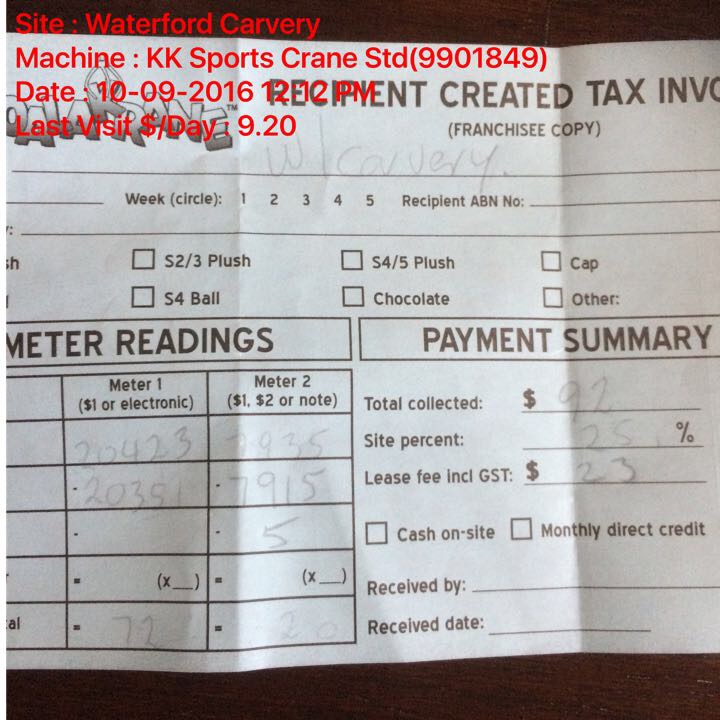 Site : Waterford Carvery
Machine : KK Sports Crane Std(9901849)
Date : 10-09-2016 12:12 PM
Last Visit $/Day : 9.20
RECIPIENT CREATED TAX INVO
(FRANCHISEE COPY)
W/Carvery.
Week (circle): 1 2 3 4 5 Recipient ABN No:
S2/3 Plush S4/5 Plush Cap
S4 Ball Chocolate Other:
METER READINGS PAYMENT SUMMARY
Meter 1 Meter 2
($1 or electronic) ($1, $2 or note)
Total collected: $ 92
20423 7935
Site percent: 25 %
- 20351 - 7915
Lease fee incl GST: $ 23
- - 5
Cash on-site Monthly direct credit
= (x__) = (x__)
Received by:
al = 72 = 20
Received date: